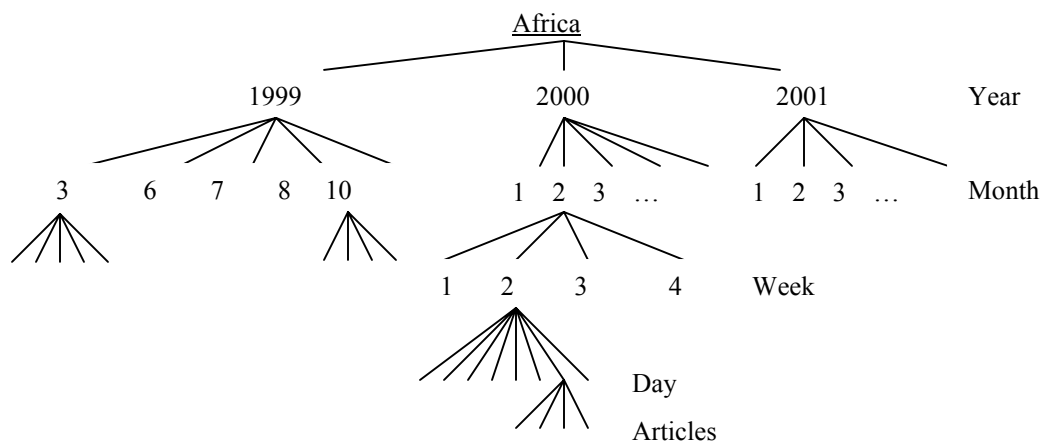 Africa
1999 2000 2001 Year
3 6 7 8 10 1 2 3 … 1 2 3 … Month
1 2 3 4 Week
Day
Articles